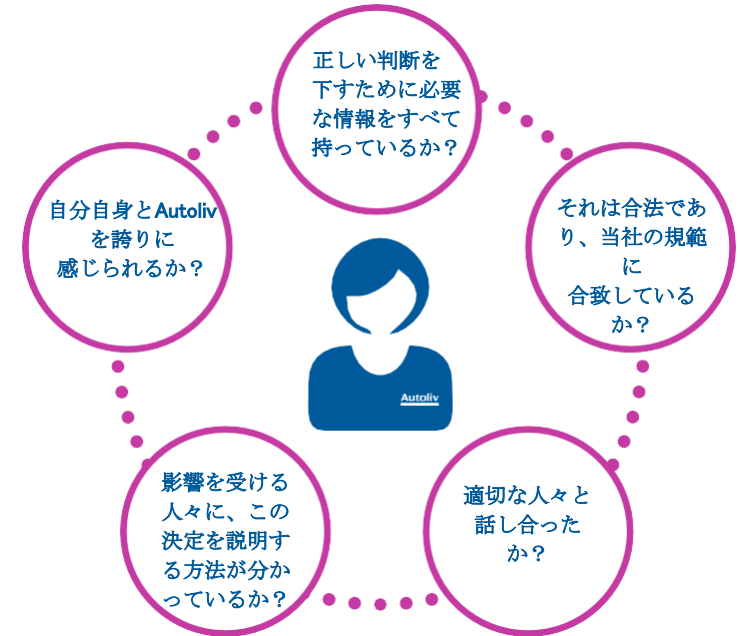 正しい判断を
下すために必要
な情報をすべて
持っているか？
それは合法であ
り、当社の規範
に
合致している
か？
適切な人々と
話し合った
か？
影響を受ける
人々に、この
決定を説明す
る方法が分か
っているか？
自分自身とAutoliv
を誇りに
感じられるか？
Autoliv